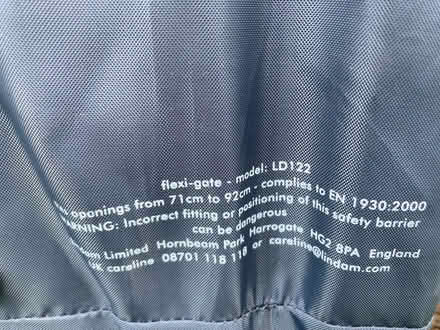 flexi-gate - model: LD122
openings from 71cm to 92cm - complies to EN 1930:2000
WARNING: Incorrect fitting or positioning of this safety barrier
can be dangerous
Limited Hornbeam Park Harrogate HG2 8PA England
UK careline 08701 118 118 or careline@lindam.com